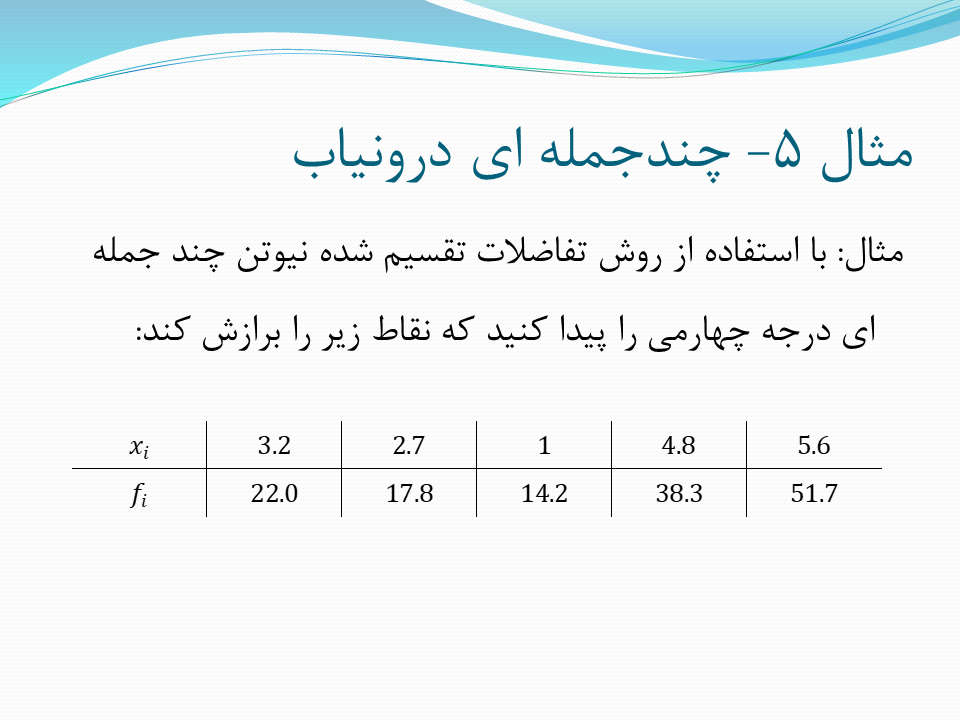 مثال ۵- چندجمله ای درونیاب
مثال: با استفاده از روش تفاضلات تقسیم شده نیوتن چند جمله
ای درجه چهارمی را پیدا کنید که نقاط زیر را برازش کند:
xᵢ 3.2 2.7 1 4.8 5.6
fᵢ 22.0 17.8 14.2 38.3 51.7